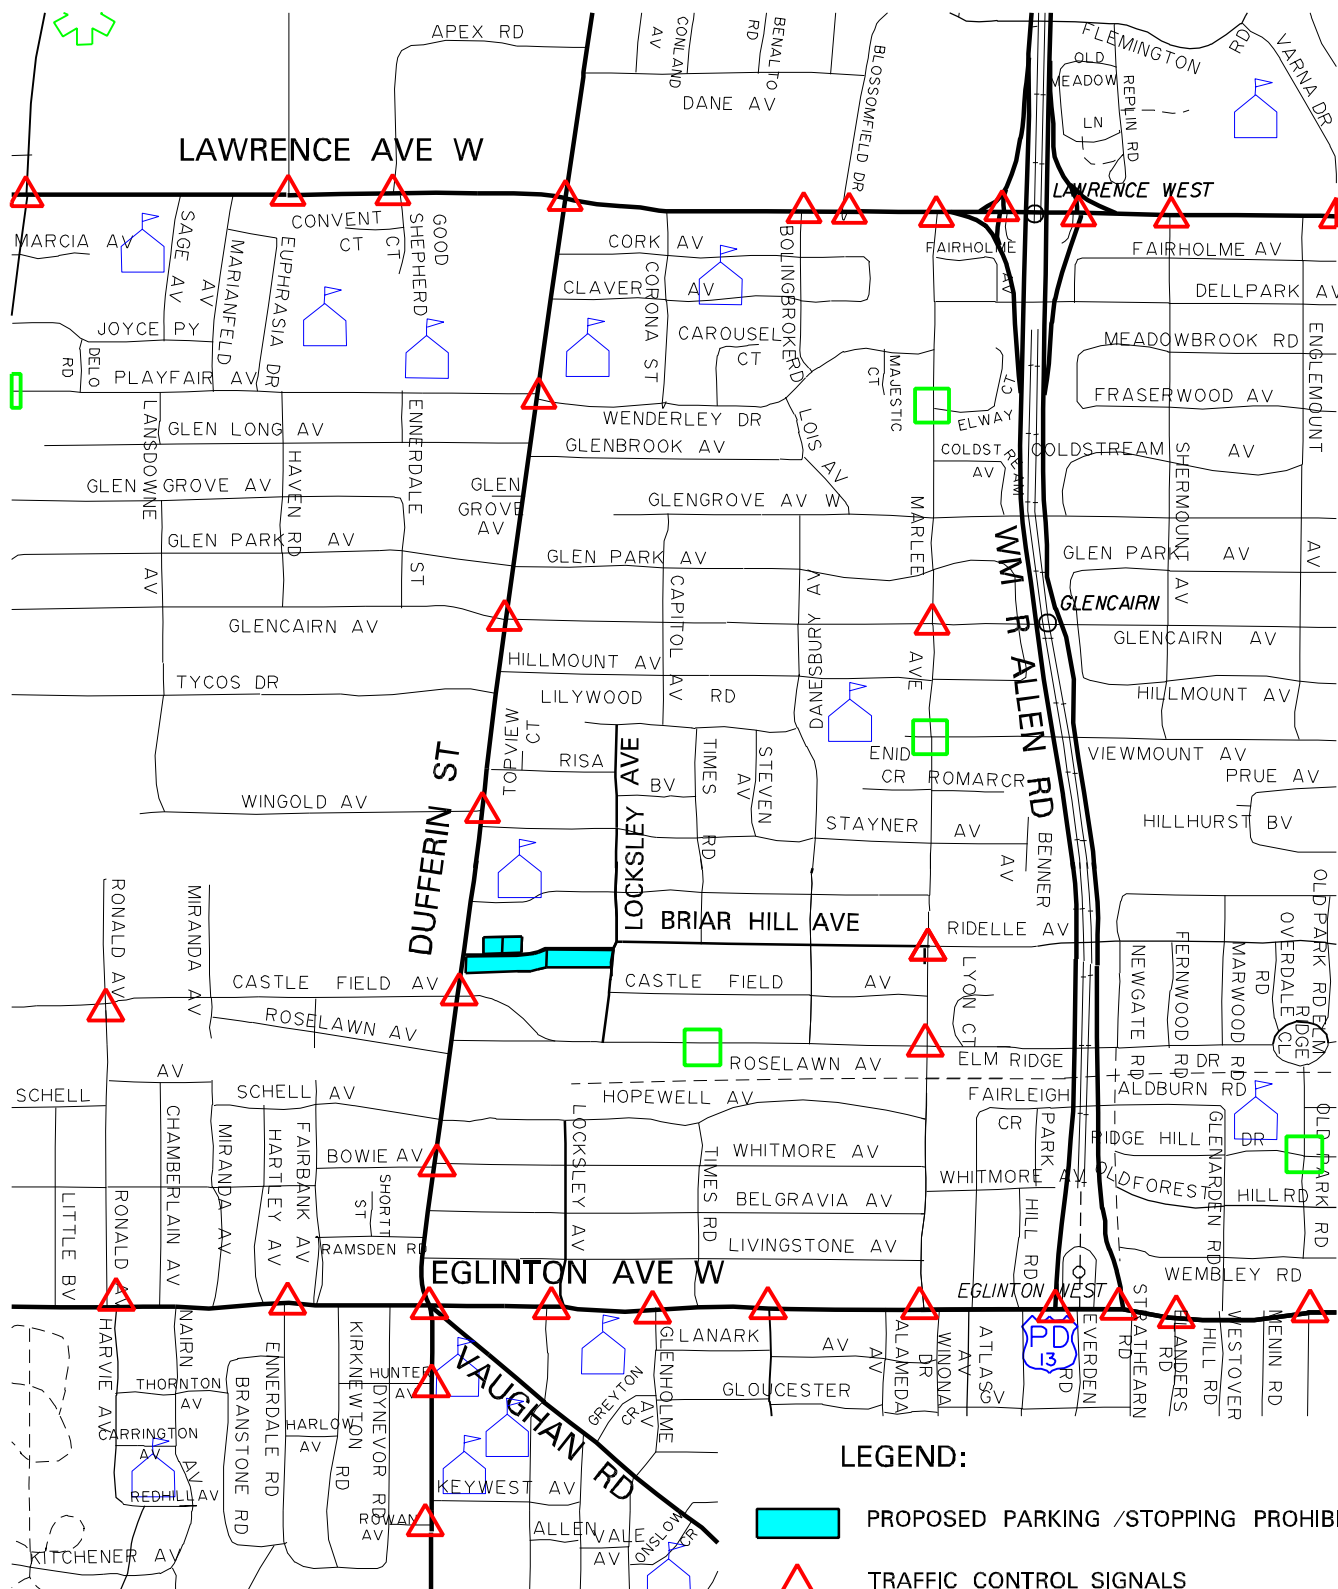 APEX RD
CONLAND AV
BENALTO RD
BLOSSOMFIELD DR
DANE AV
FLEMINGTON RD
VARNA DR
OLD MEADOW LN
REPLIN RD
LAWRENCE AVE W
LAWRENCE WEST
MARCIA AV
SAGE AV
MARIANFELD AV
EUPHRASIA DR
CONVENT CT
GOOD SHEPHERD CT
CORK AV
CLAVER AV
CORONA ST
BOLINGBROKE RD
FAIRHOLME AV
FAIRHOLME AV
DELLPARK AV
JOYCE PY
DELO RD
PLAYFAIR AV
CAROUSEL CT
MAJESTIC CT
MEADOWBROOK RD
ENGLEMOUNT AV
FRASERWOOD AV
ELWAY CT
WENDERLEY DR
LOIS AV
LANSDOWNE AV
GLEN LONG AV
HAVEN RD
ENNERDALE ST
GLENBROOK AV
COLDSTREAM AV
COLDSTREAM AV
SHERMOUNT AV
GLEN GROVE AV
GLEN GROVE AV
GLENGROVE AV W
MARLEE AVE
GLEN PARK AV
GLEN PARK AV
GLEN PARK AV
WM R ALLEN RD
CAPITOL AV
DANESBURY AV
GLENCAIRN
GLENCAIRN AV
GLENCAIRN AV
HILLMOUNT AV
HILLMOUNT AV
TYCOS DR
LILYWOOD RD
TOPVIEW CT
RISA BV
LOCKSLEY AVE
TIMES RD
STEVEN AV
ENID CR
ROMAR CR
VIEWMOUNT AV
PRUE AV
WINGOLD AV
DUFFERIN ST
STAYNER AV
BENNER AV
HILLHURST BV
RONALD AV
MIRANDA AV
BRIAR HILL AVE
RIDELLE AV
OLD PARK RD
OVERDALE RD
ELM RIDGE CL
NEWGATE RD
FERNWOOD RD
MARWOOD RD
CASTLE FIELD AV
CASTLE FIELD AV
LYON CT
ROSELAWN AV
ROSELAWN AV
ELM RIDGE DR
SCHELL AV
SCHELL AV
HOPEWELL AV
FAIRLEIGH CR
ALDBURN RD
CHAMBERLAIN AV
MIRANDA AV
HARTLEY AV
FAIRBANK AV
BOWIE AV
LOCKSLEY AV
TIMES RD
WHITMORE AV
WHITMORE AV
PARK HILL RD
RIDGE HILL DR
GLENARDEN RD
OLD PARK RD
OLD FOREST HILL RD
LITTLE BV
RONALD AV
SHORTT ST
BELGRAVIA AV
RAMSDEN RD
LIVINGSTONE AV
WEMBLEY RD
EGLINTON AVE W
EGLINTON WEST
HARVIE AV
NAIRN AV
ENNERDALE RD
KIRKNEWTON RD
HUNTER AV
VAUGHAN RD
GLENHOLME AV
GLLANARK AV
ALAMEDA AV
WINONA DR
ATLAS AV
GV
PD
13
EVERDEN RD
STRATHEARN RD
FLANDERS RD
WESTOVER HILL RD
MENIN RD
THORNTON AV
BRANSTONE RD
DYNEVOR RD
GREYTON CR
GLOUCESTER
CARRINGTON AV
HARLOW AV
REDHILL AV
KEYWEST AV
ROWAN AV
ALLEN
VALE AV
ONSLOW CR
KITCHENER AV
LEGEND:
PROPOSED PARKING /STOPPING PROHIBI
TRAFFIC CONTROL SIGNALS